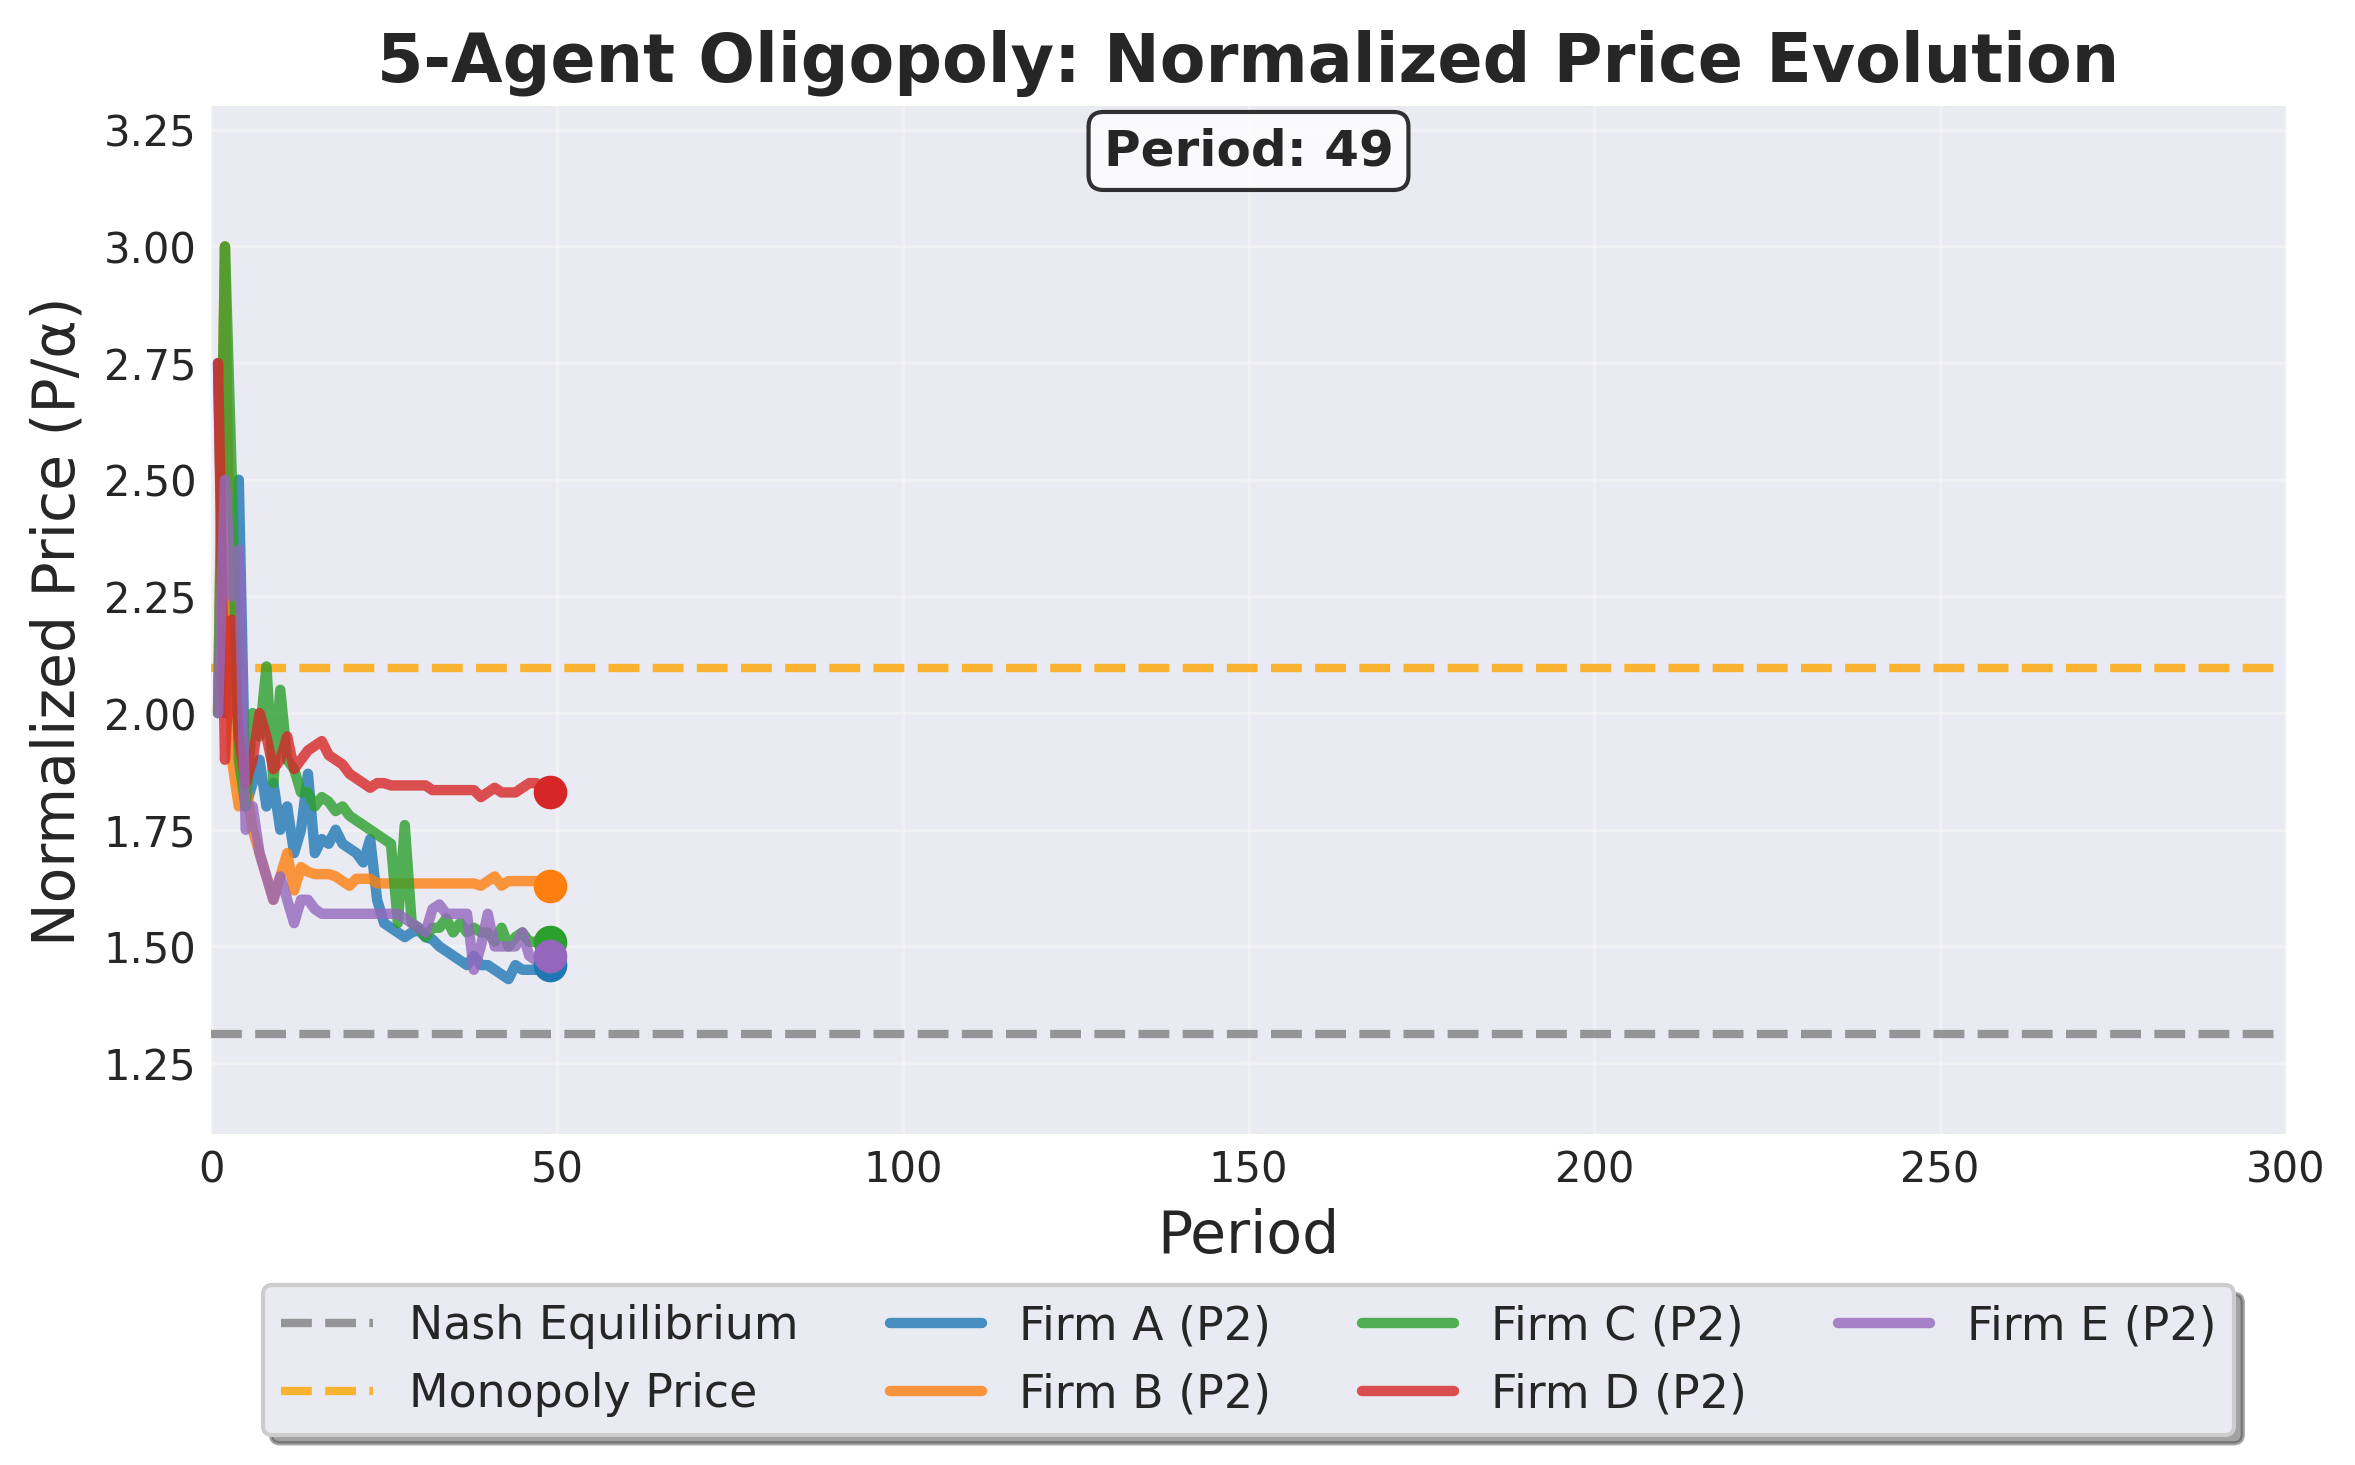 5-Agent Oligopoly: Normalized Price Evolution
Period: 49
Normalized Price (P/α)
3.25
3.00
2.75
2.50
2.25
2.00
1.75
1.50
1.25
0 50 100 150 200 250 300
Period
Nash Equilibrium
Monopoly Price
Firm A (P2)
Firm B (P2)
Firm C (P2)
Firm D (P2)
Firm E (P2)